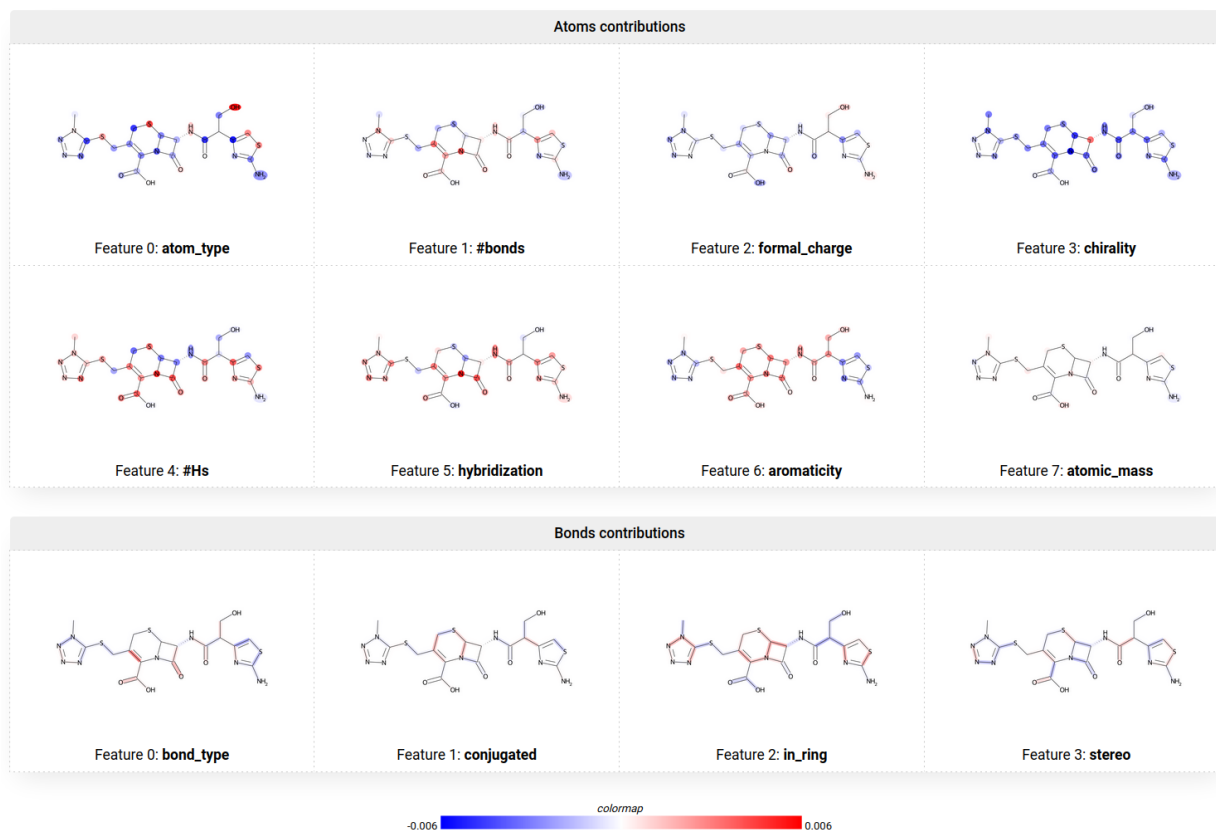 Atoms contributions
Feature 0: atom_type
Feature 1: #bonds
Feature 2: formal_charge
Feature 3: chirality
Feature 4: #Hs
Feature 5: hybridization
Feature 6: aromaticity
Feature 7: atomic_mass
Bonds contributions
Feature 0: bond_type
Feature 1: conjugated
Feature 2: in_ring
Feature 3: stereo
colormap
-0.006 0.006